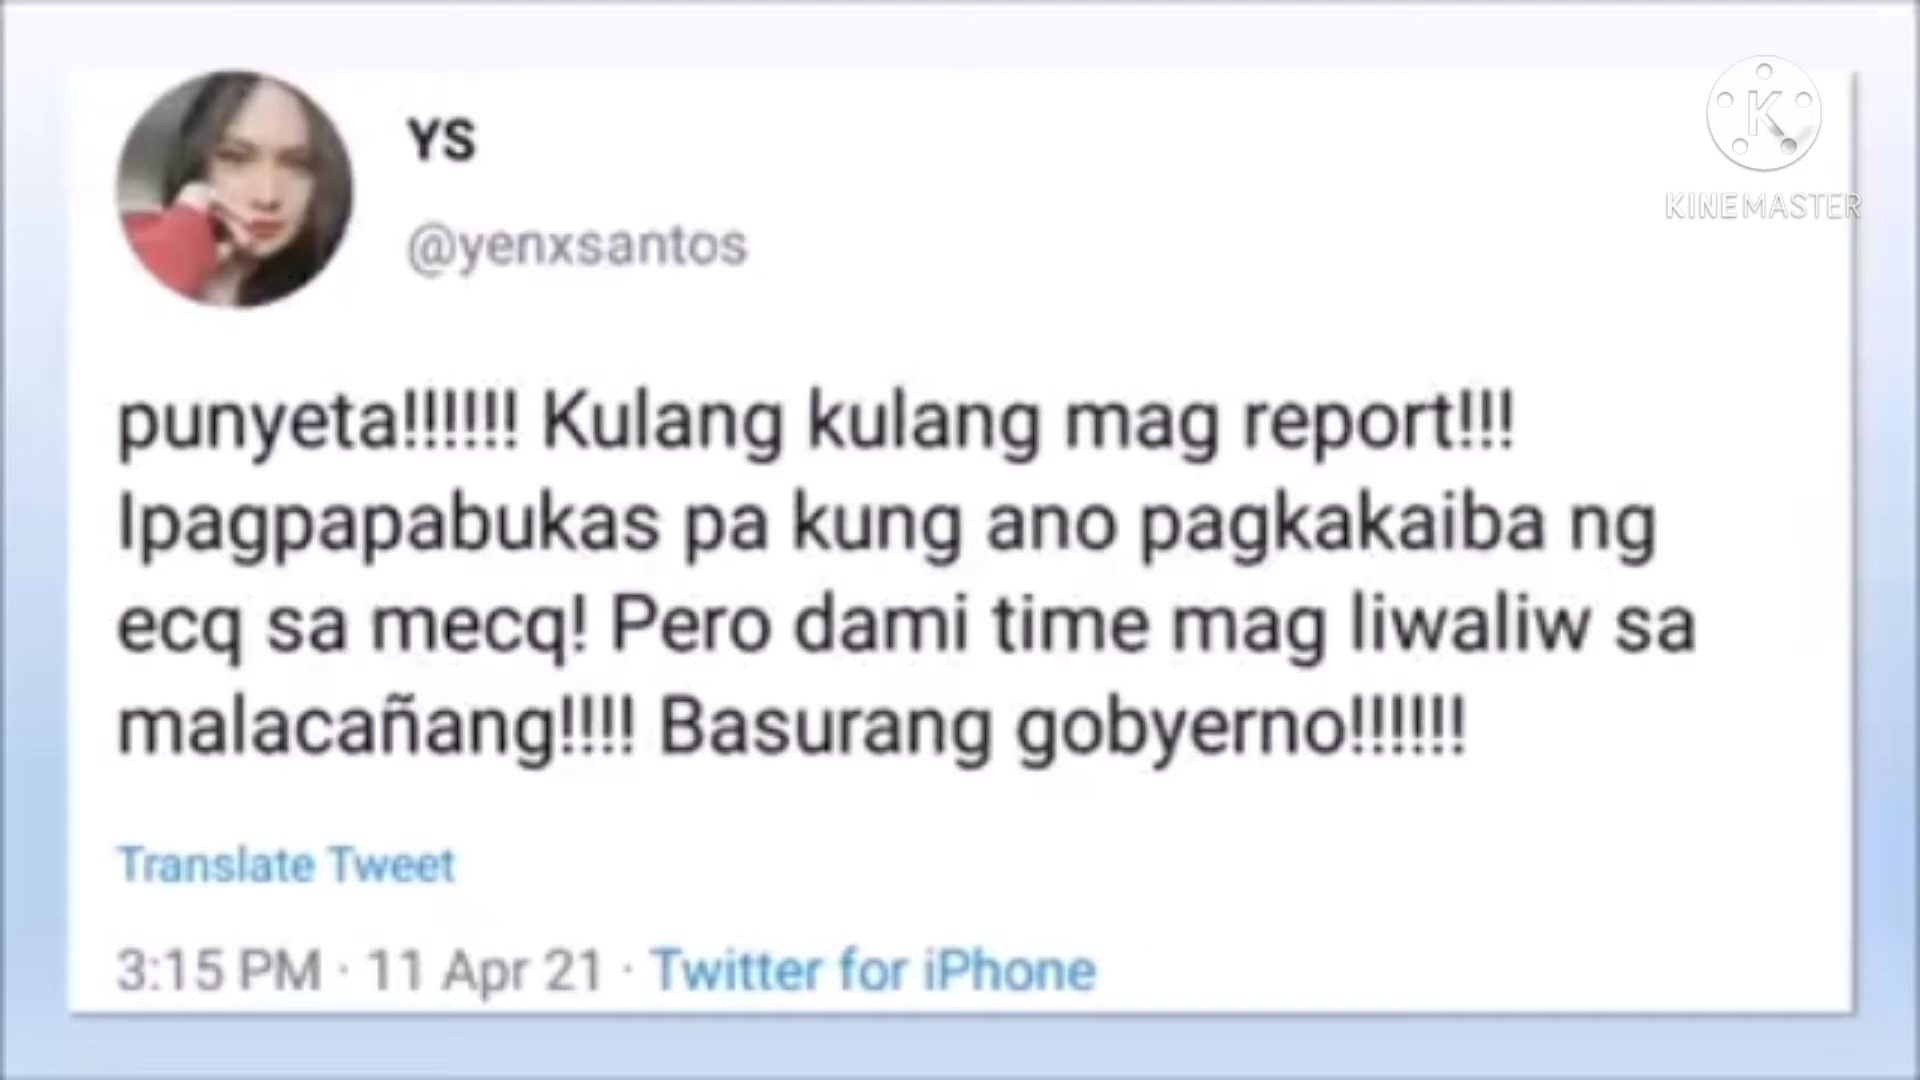 YS
KINEMASTER
@yenxsantos
punyeta!!!!!! Kulang kulang mag report!!!
Ipagpapabukas pa kung ano pagkakaiba ng
ecq sa mecq! Pero dami time mag liwaliw sa
malacañang!!!! Basurang gobyerno!!!!!!
Translate Tweet
3:15 PM · 11 Apr 21 · Twitter for iPhone